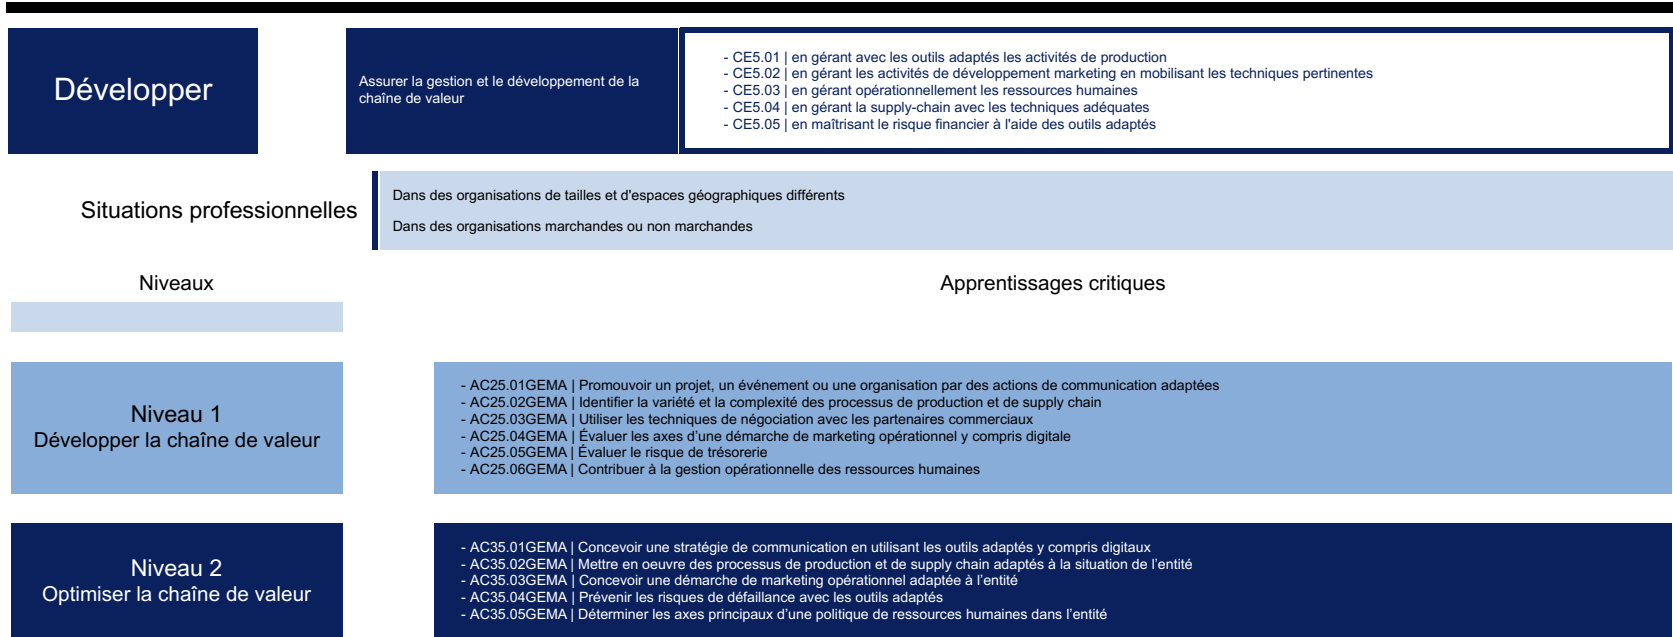 Développer
Assurer la gestion et le développement de la
chaîne de valeur
- CE5.01 | en gérant avec les outils adaptés les activités de production
- CE5.02 | en gérant les activités de développement marketing en mobilisant les techniques pertinentes
- CE5.03 | en gérant opérationnellement les ressources humaines
- CE5.04 | en gérant la supply-chain avec les techniques adéquates
- CE5.05 | en maîtrisant le risque financier à l'aide des outils adaptés
Situations professionnelles
Dans des organisations de tailles et d'espaces géographiques différents
Dans des organisations marchandes ou non marchandes
Niveaux
Apprentissages critiques
Niveau 1
Développer la chaîne de valeur
- AC25.01GEMA | Promouvoir un projet, un événement ou une organisation par des actions de communication adaptées
- AC25.02GEMA | Identifier la variété et la complexité des processus de production et de supply chain
- AC25.03GEMA | Utiliser les techniques de négociation avec les partenaires commerciaux
- AC25.04GEMA | Évaluer les axes d’une démarche de marketing opérationnel y compris digitale
- AC25.05GEMA | Évaluer le risque de trésorerie
- AC25.06GEMA | Contribuer à la gestion opérationnelle des ressources humaines
Niveau 2
Optimiser la chaîne de valeur
- AC35.01GEMA | Concevoir une stratégie de communication en utilisant les outils adaptés y compris digitaux
- AC35.02GEMA | Mettre en oeuvre des processus de production et de supply chain adaptés à la situation de l’entité
- AC35.03GEMA | Concevoir une démarche de marketing opérationnel adaptée à l’entité
- AC35.04GEMA | Prévenir les risques de défaillance avec les outils adaptés
- AC35.05GEMA | Déterminer les axes principaux d’une politique de ressources humaines dans l’entité